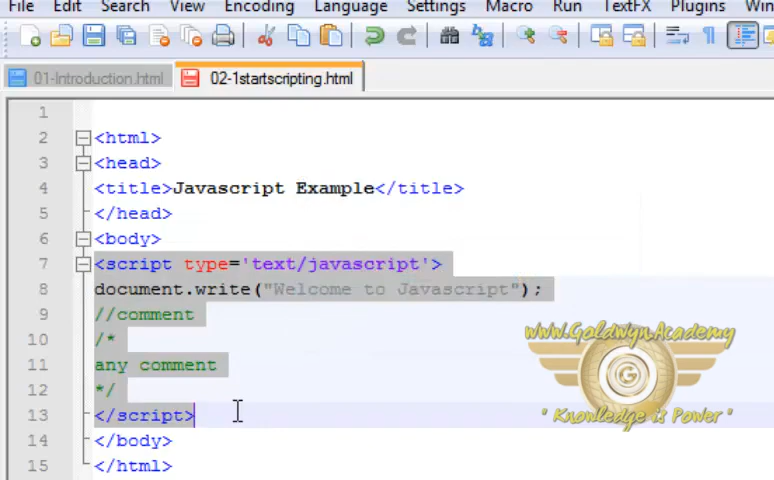 File Edit Search View Encoding Language Settings Macro Run TextFX Plugins
01-Introduction.html 02-1startscripting.html
1
2 <html>
3 <head>
4 <title>Javascript Example</title>
5 </head>
6 <body>
7 <script type='text/javascript'>
8 document.write("Welcome to Javascript");
9 //comment
10 /*
11 any comment
12 */
13 </script>
14 </body>
15 </html>
www.Goldwyn.Academy
G
" Knowledge is Power "